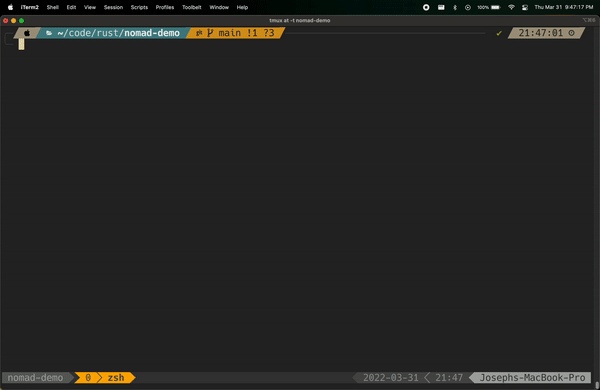 iTerm2 Shell Edit View Session Scripts Profiles Toolbelt Window Help 100% Thu Mar 31 9:47:17 PM
tmux at -t nomad-demo
~/code/rust/nomad-demo main !1 ?3 ✓ 21:47:01
nomad-demo 0 zsh 2022-03-31 21:47 Josephs-MacBook-Pro